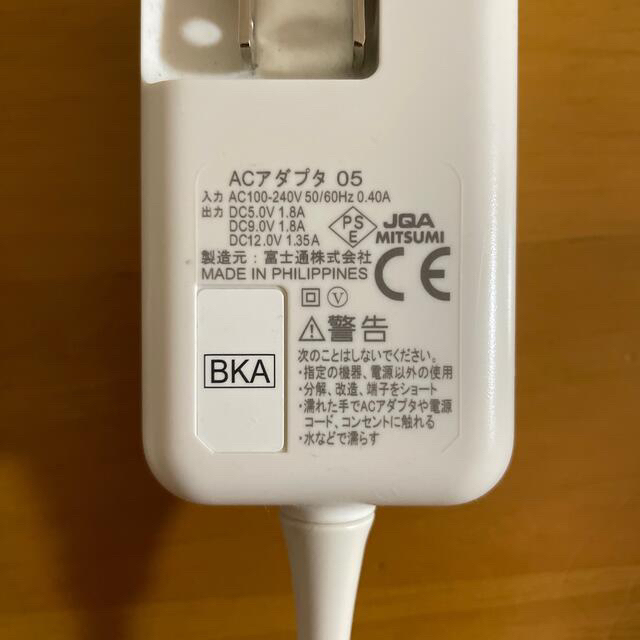 ACアダプタ 05
入力 AC100-240V 50/60Hz 0.40A
出力 DC5.0V 1.8A
DC9.0V 1.8A
DC12.0V 1.35A
PS
E
JQA
MITSUMI
製造元：富士通株式会社
MADE IN PHILIPPINES
CE
V
⚠警告
BKA
次のことはしないでください。
・指定の機器、電源以外の使用
・分解、改造、端子をショート
・濡れた手でACアダプタや電源
コード、コンセントに触れる
・水などで濡らす